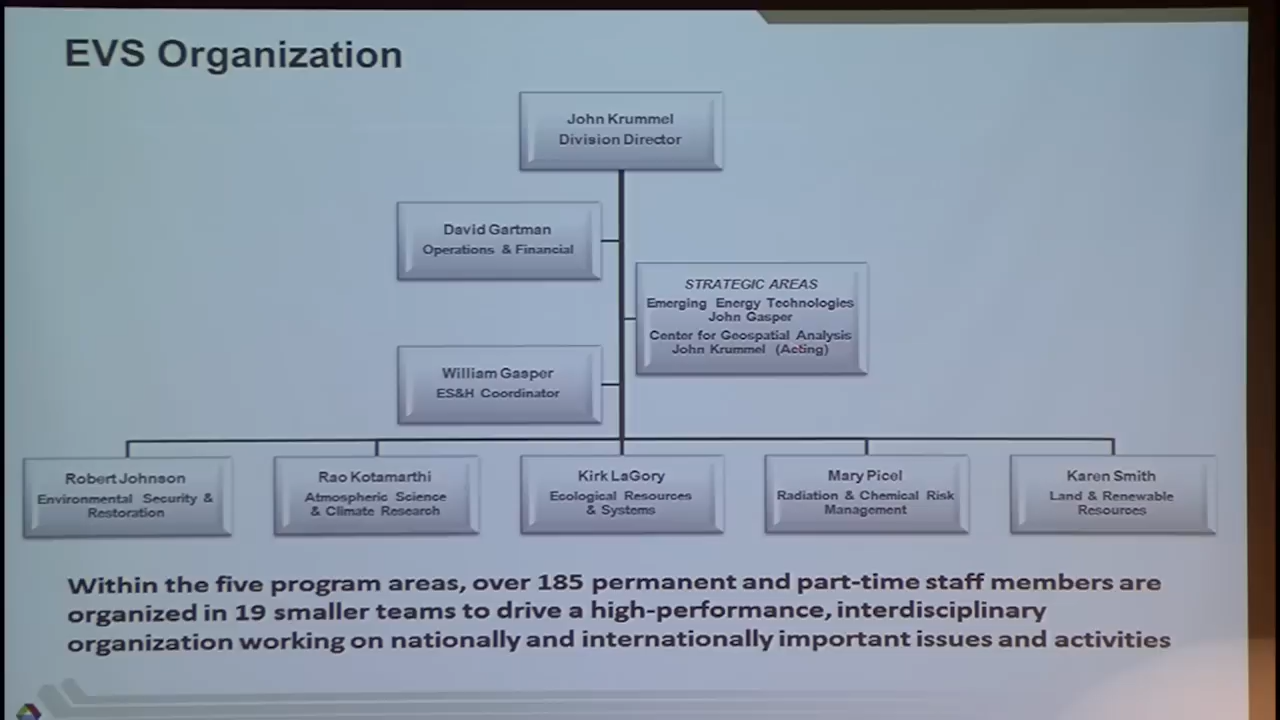 EVS Organization
John Krummel
Division Director
David Gartman
Operations & Financial
STRATEGIC AREAS
Emerging Energy Technologies
John Gasper
Center for Geospatial Analysis
John Krummel (Acting)
William Gasper
ES&H Coordinator
Robert Johnson
Environmental Security &
Restoration
Rao Kotamarthi
Atmospheric Science
& Climate Research
Kirk LaGory
Ecological Resources
& Systems
Mary Picel
Radiation & Chemical Risk
Management
Karen Smith
Land & Renewable
Resources
Within the five program areas, over 185 permanent and part-time staff members are
organized in 19 smaller teams to drive a high-performance, interdisciplinary
organization working on nationally and internationally important issues and activities